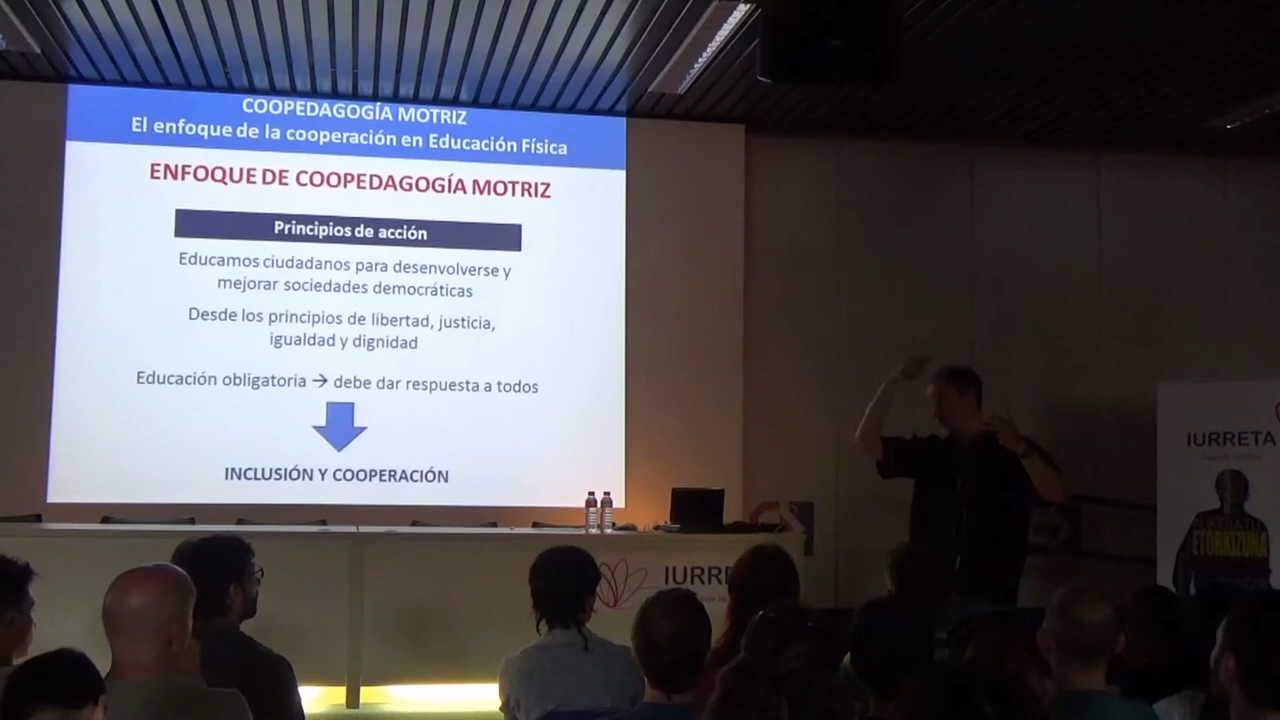 COOPEDAGOGÍA MOTRIZ
El enfoque de la cooperación en Educación Física
ENFOQUE DE COOPEDAGOGÍA MOTRIZ
Principios de acción
Educamos ciudadanos para desenvolverse y
mejorar sociedades democráticas
Desde los principios de libertad, justicia,
igualdad y dignidad
Educación obligatoria → debe dar respuesta a todos
INCLUSIÓN Y COOPERACIÓN
IURRE
IURRETA
ETORKIZUNA